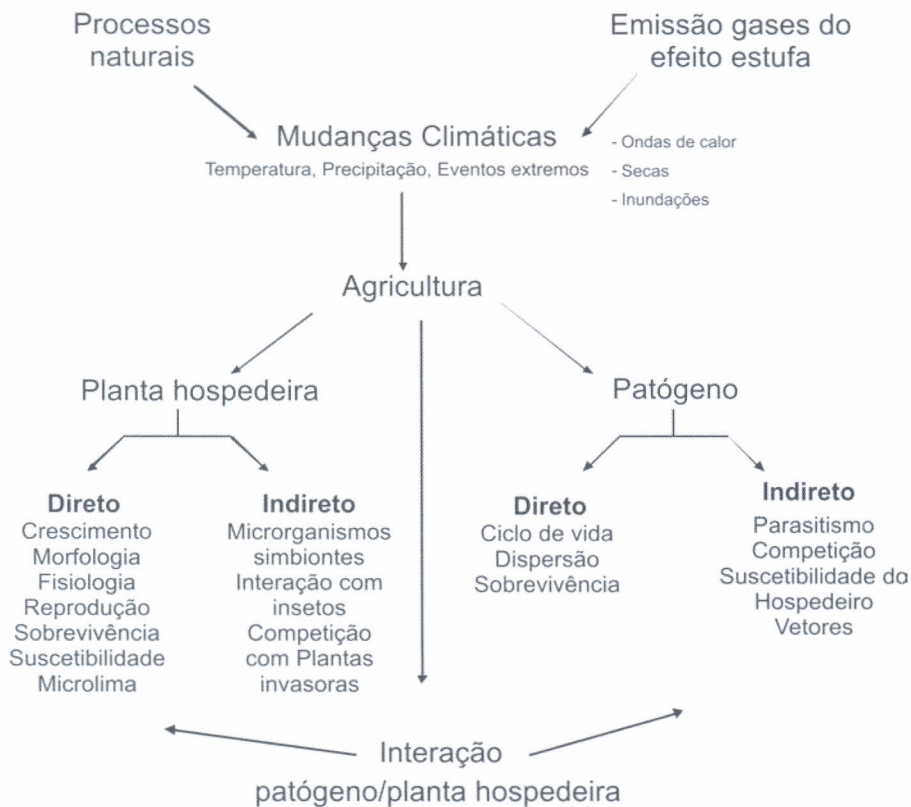 Processos
naturais
Emissão gases do
efeito estufa
Mudanças Climáticas
Temperatura, Precipitação, Eventos extremos
- Ondas de calor
- Secas
- Inundações
Agricultura
Planta hospedeira
Patógeno
Direto
Crescimento
Morfologia
Fisiologia
Reprodução
Sobrevivência
Suscetibilidade
Microlima
Indireto
Microrganismos
simbiontes
Interação com
insetos
Competição
com Plantas
invasoras
Direto
Ciclo de vida
Dispersão
Sobrevivência
Indireto
Parasitismo
Competição
Suscetibilidade do
Hospedeiro
Vetores
Interação
patógeno/planta hospedeira